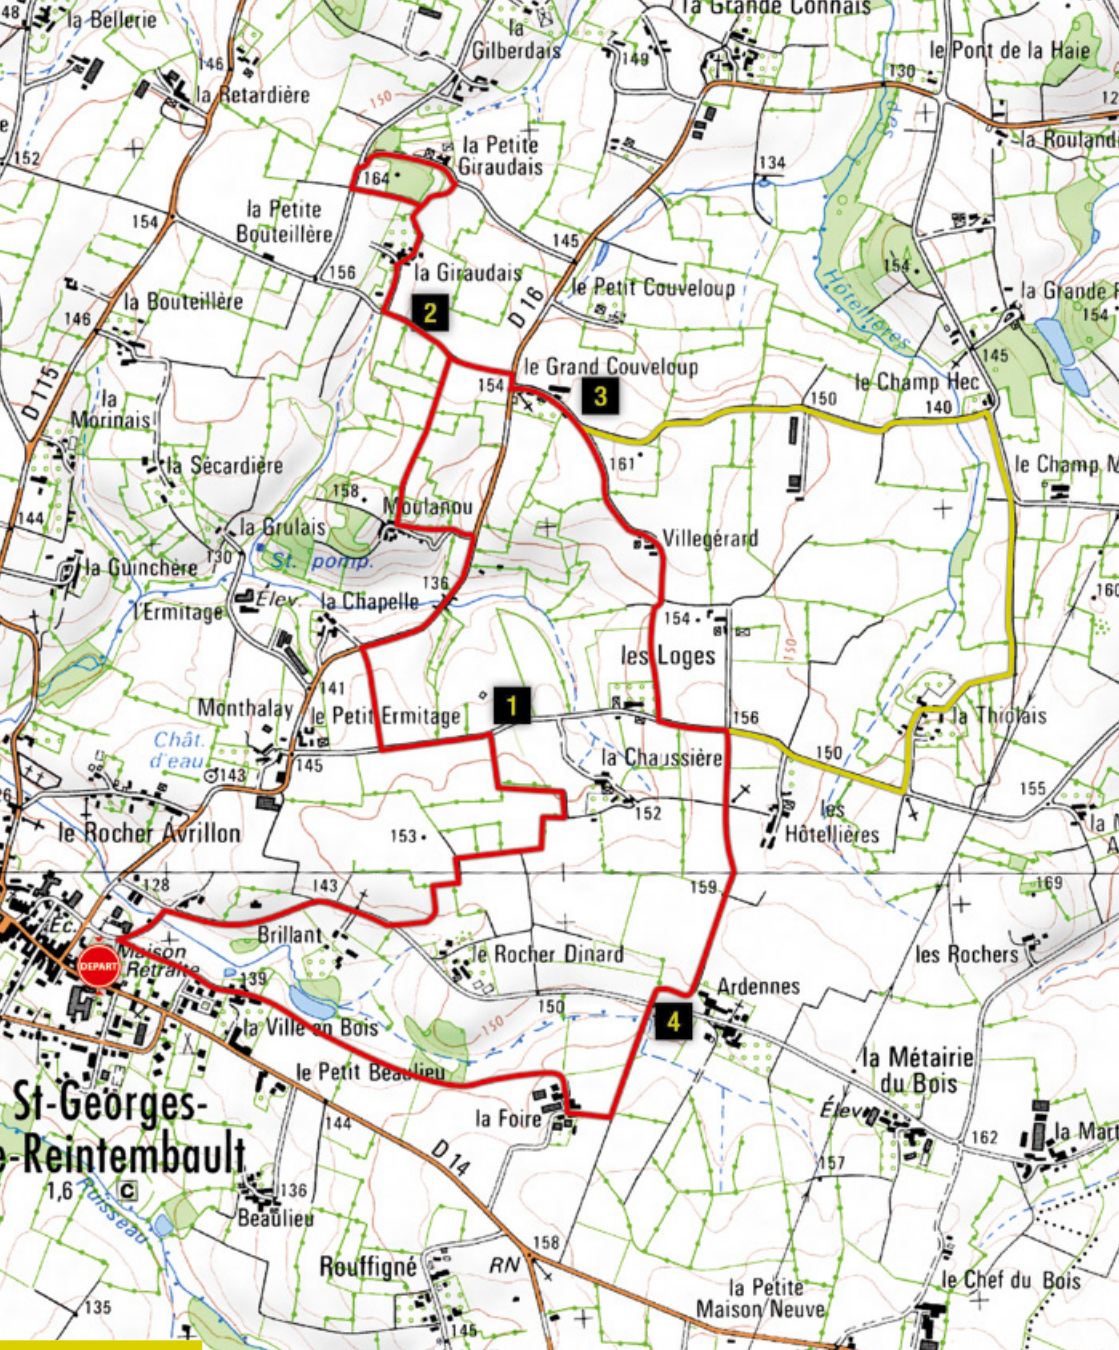 48
la Bellerie
la
Gilberdais
la Grande Connais
149
le Pont de la Haie
146
130
la Retardière
150
152
la Petite
Giraudais
134
164
154
la Petite
Bouteillère
145
154
156
la Giraudais
le Petit Couveloup
Hôtellières
la Bouteillère
la Grande
154
146
2
D 16
145
D 115
le Grand Couveloup
154
3
le Champ Hec
150
140
la
Morinais
161
la Sécardière
le Champ
158
Moulanou
144
la Grulais
130
St. pomp.
Villegérard
la Guinchère
136
160
Élev.
la Chapelle
l'Ermitage
154
150
les Loges
141
Monthalay
le Petit Ermitage
1
156
la Thiolais
Chât.
d'eau
143
145
la Chaussière
150
155
152
les
Hôtellières
le Rocher Avrillon
153
128
143
159
169
Éc.
Brillant
Maison
Retraite
DEPART
139
le Rocher Dinard
les Rochers
Ardennes
150
150
4
la Ville en Bois
le Petit Beaulieu
la Métairie
du Bois
St-Georges-
-Reintembault
la Foire
Élev.
144
162
D 14
157
1,6
C
136
Ruisseau
Beaulieu
158
Rouffigné
RN
le Chef du Bois
la Petite
Maison Neuve
135
145